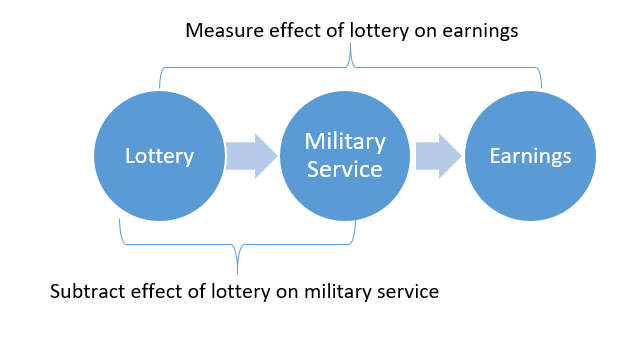 Measure effect of lottery on earnings
Lottery
Military
Service
Earnings
Subtract effect of lottery on military service